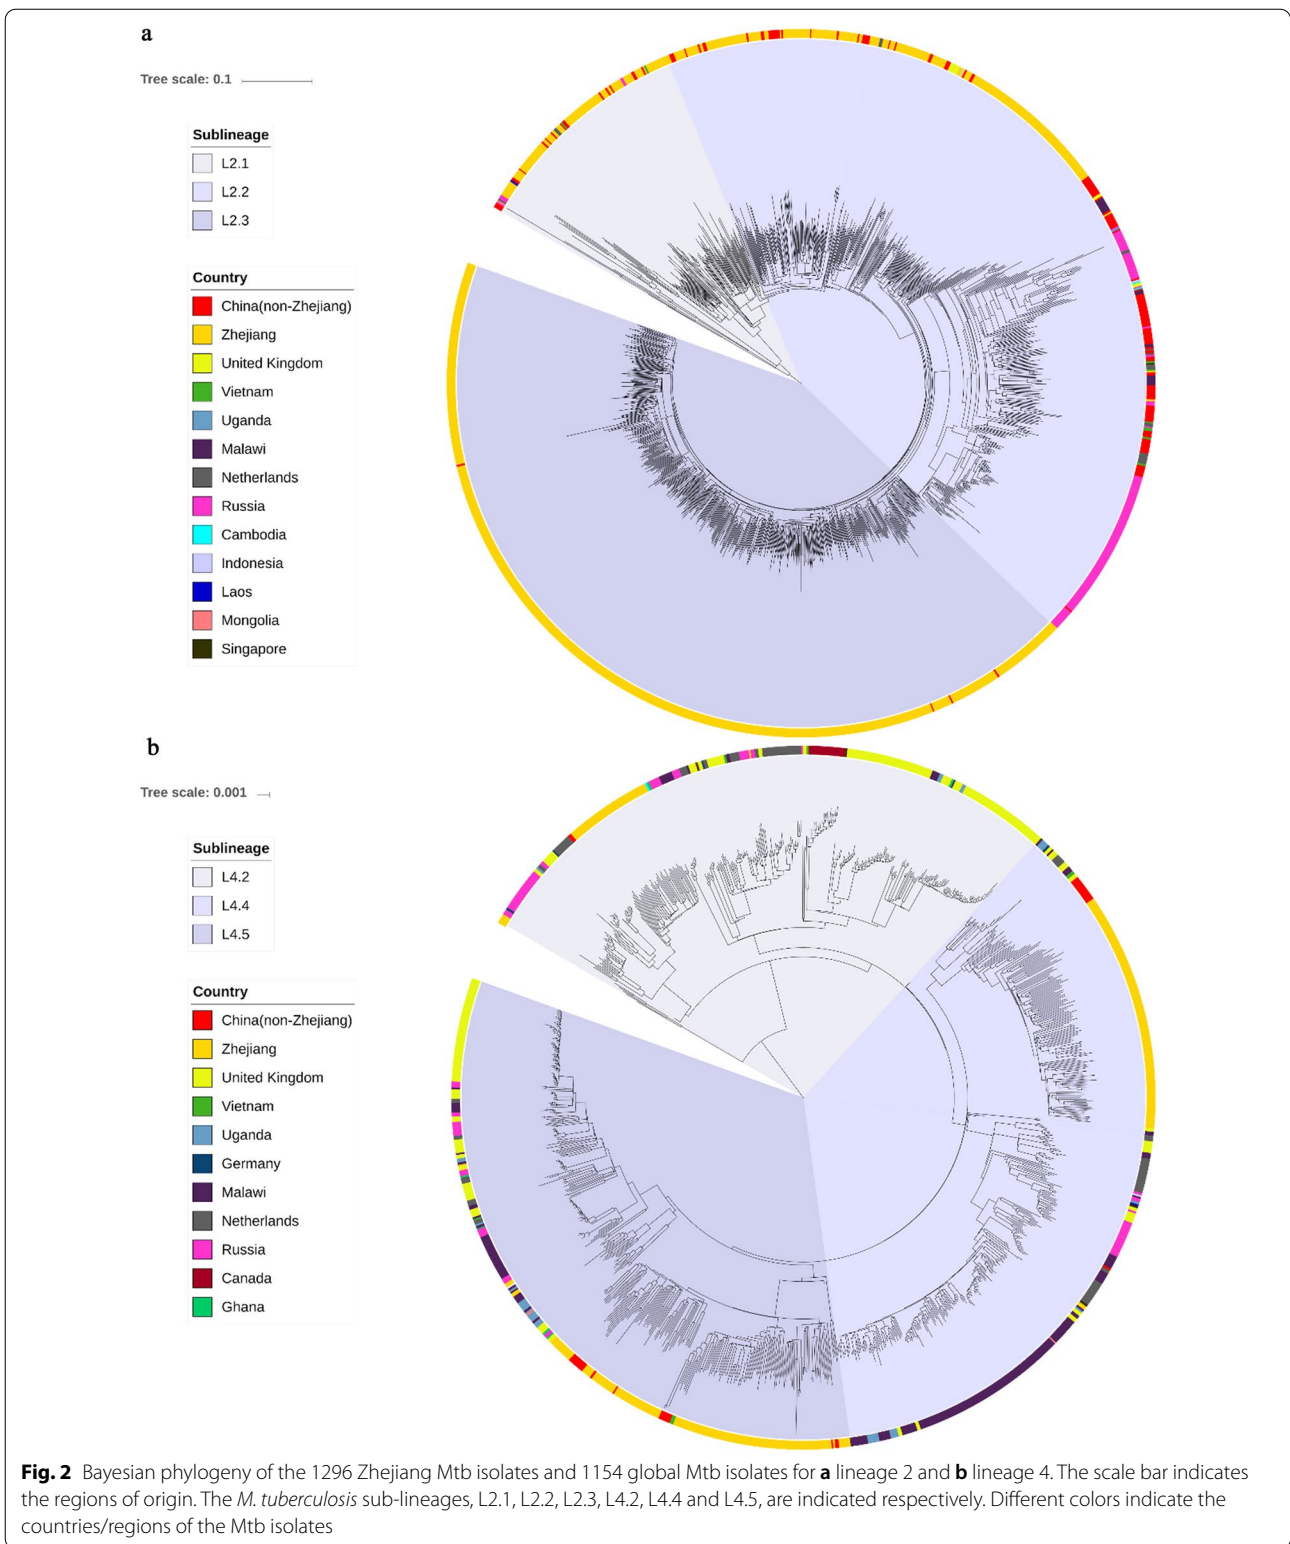 a
Tree scale: 0.1
Sublineage
L2.1
L2.2
L2.3
Country
China(non-Zhejiang)
Zhejiang
United Kingdom
Vietnam
Uganda
Malawi
Netherlands
Russia
Cambodia
Indonesia
Laos
Mongolia
Singapore
b
Tree scale: 0.001
Sublineage
L4.2
L4.4
L4.5
Country
China(non-Zhejiang)
Zhejiang
United Kingdom
Vietnam
Uganda
Germany
Malawi
Netherlands
Russia
Canada
Ghana
Fig. 2 Bayesian phylogeny of the 1296 Zhejiang Mtb isolates and 1154 global Mtb isolates for a lineage 2 and b lineage 4. The scale bar indicates
the regions of origin. The M. tuberculosis sub-lineages, L2.1, L2.2, L2.3, L4.2, L4.4 and L4.5, are indicated respectively. Different colors indicate the
countries/regions of the Mtb isolates